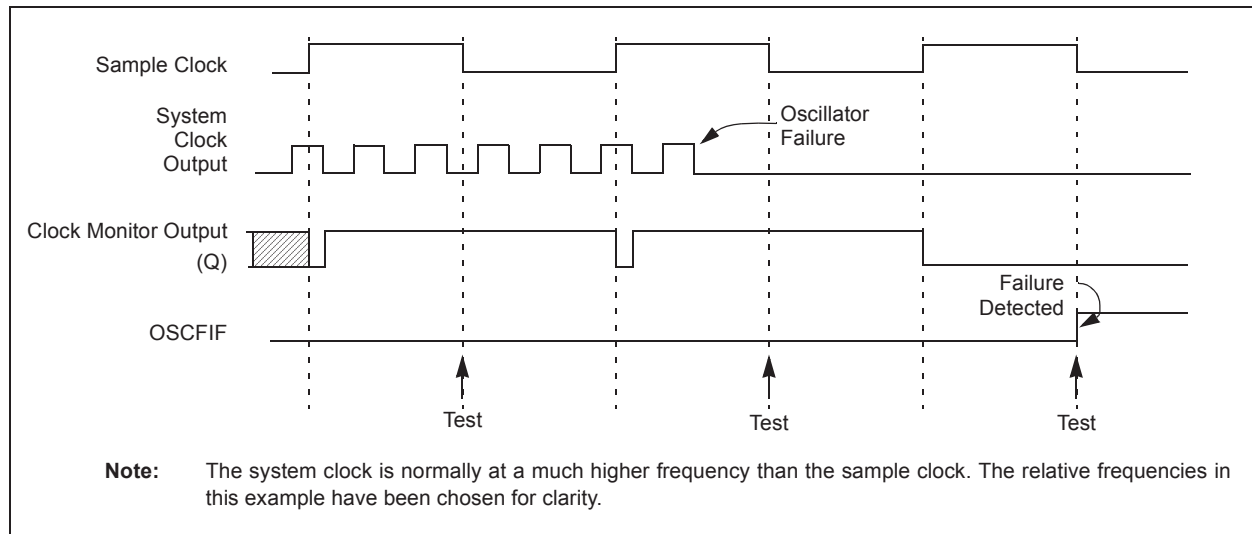 Sample Clock
System
Clock
Output
Oscillator
Failure
Clock Monitor Output
(Q)
Failure
Detected
OSCFIF
Test
Test
Test
Note: The system clock is normally at a much higher frequency than the sample clock. The relative frequencies in
this example have been chosen for clarity.